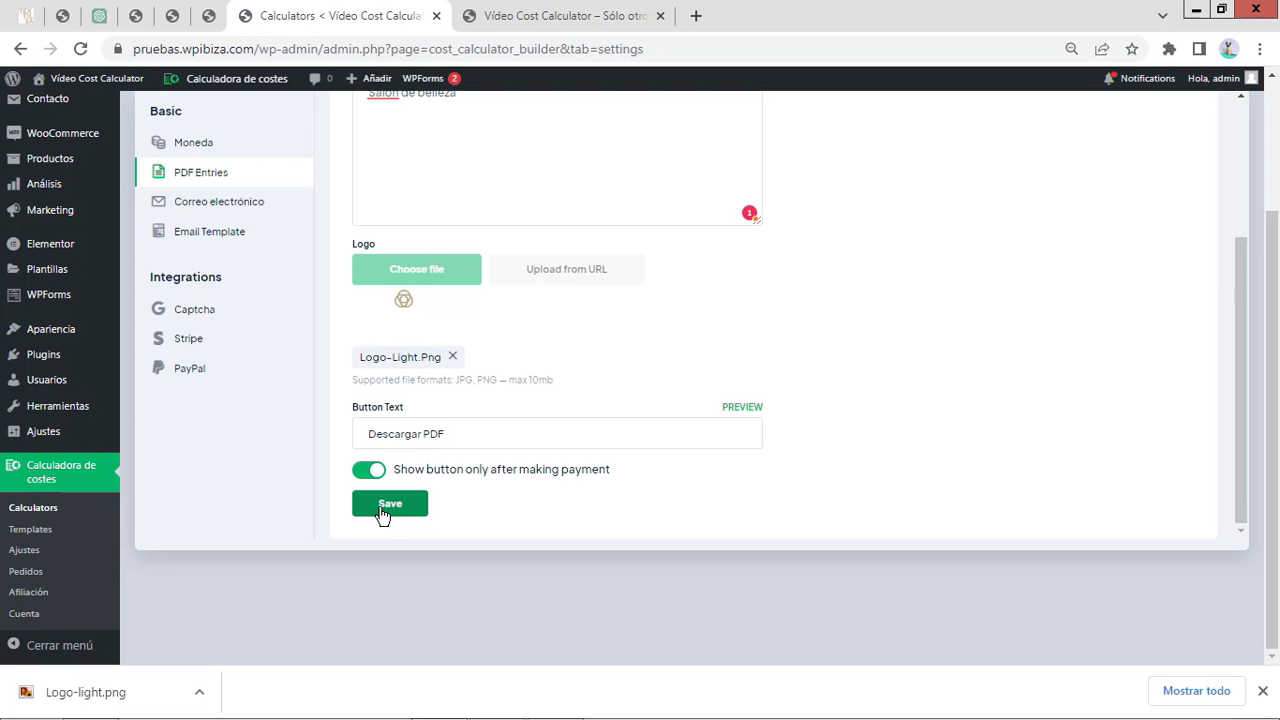 Calculators < Vídeo Cost Calcula
Vídeo Cost Calculator – Sólo otro
pruebas.wpibiza.com/wp-admin/admin.php?page=cost_calculator_builder&tab=settings
Vídeo Cost Calculator
Calculadora de costes
0
Añadir
WPForms 2
Notifications
Hola, admin
Contacto
WooCommerce
Productos
Análisis
Marketing
Elementor
Plantillas
WPForms
Apariencia
Plugins
Usuarios
Herramientas
Ajustes
Calculadora de
costes
Calculators
Templates
Ajustes
Pedidos
Afiliación
Cuenta
Cerrar menú
Basic
Moneda
PDF Entries
Correo electrónico
Email Template
Integrations
Captcha
Stripe
PayPal
Salón de belleza
1
Logo
Choose file
Upload from URL
Logo-Light.Png
Supported file formats: JPG, PNG — max 10mb
Button Text
PREVIEW
Descargar PDF
Show button only after making payment
Save
Logo-light.png
Mostrar todo